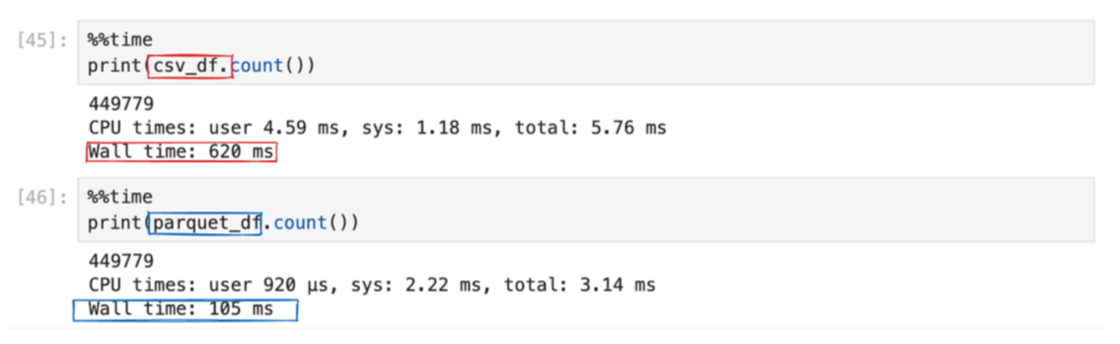 [45]: %%time
print(csv_df.count())
449779
CPU times: user 4.59 ms, sys: 1.18 ms, total: 5.76 ms
Wall time: 620 ms
[46]: %%time
print(parquet_df.count())
449779
CPU times: user 920 µs, sys: 2.22 ms, total: 3.14 ms
Wall time: 105 ms